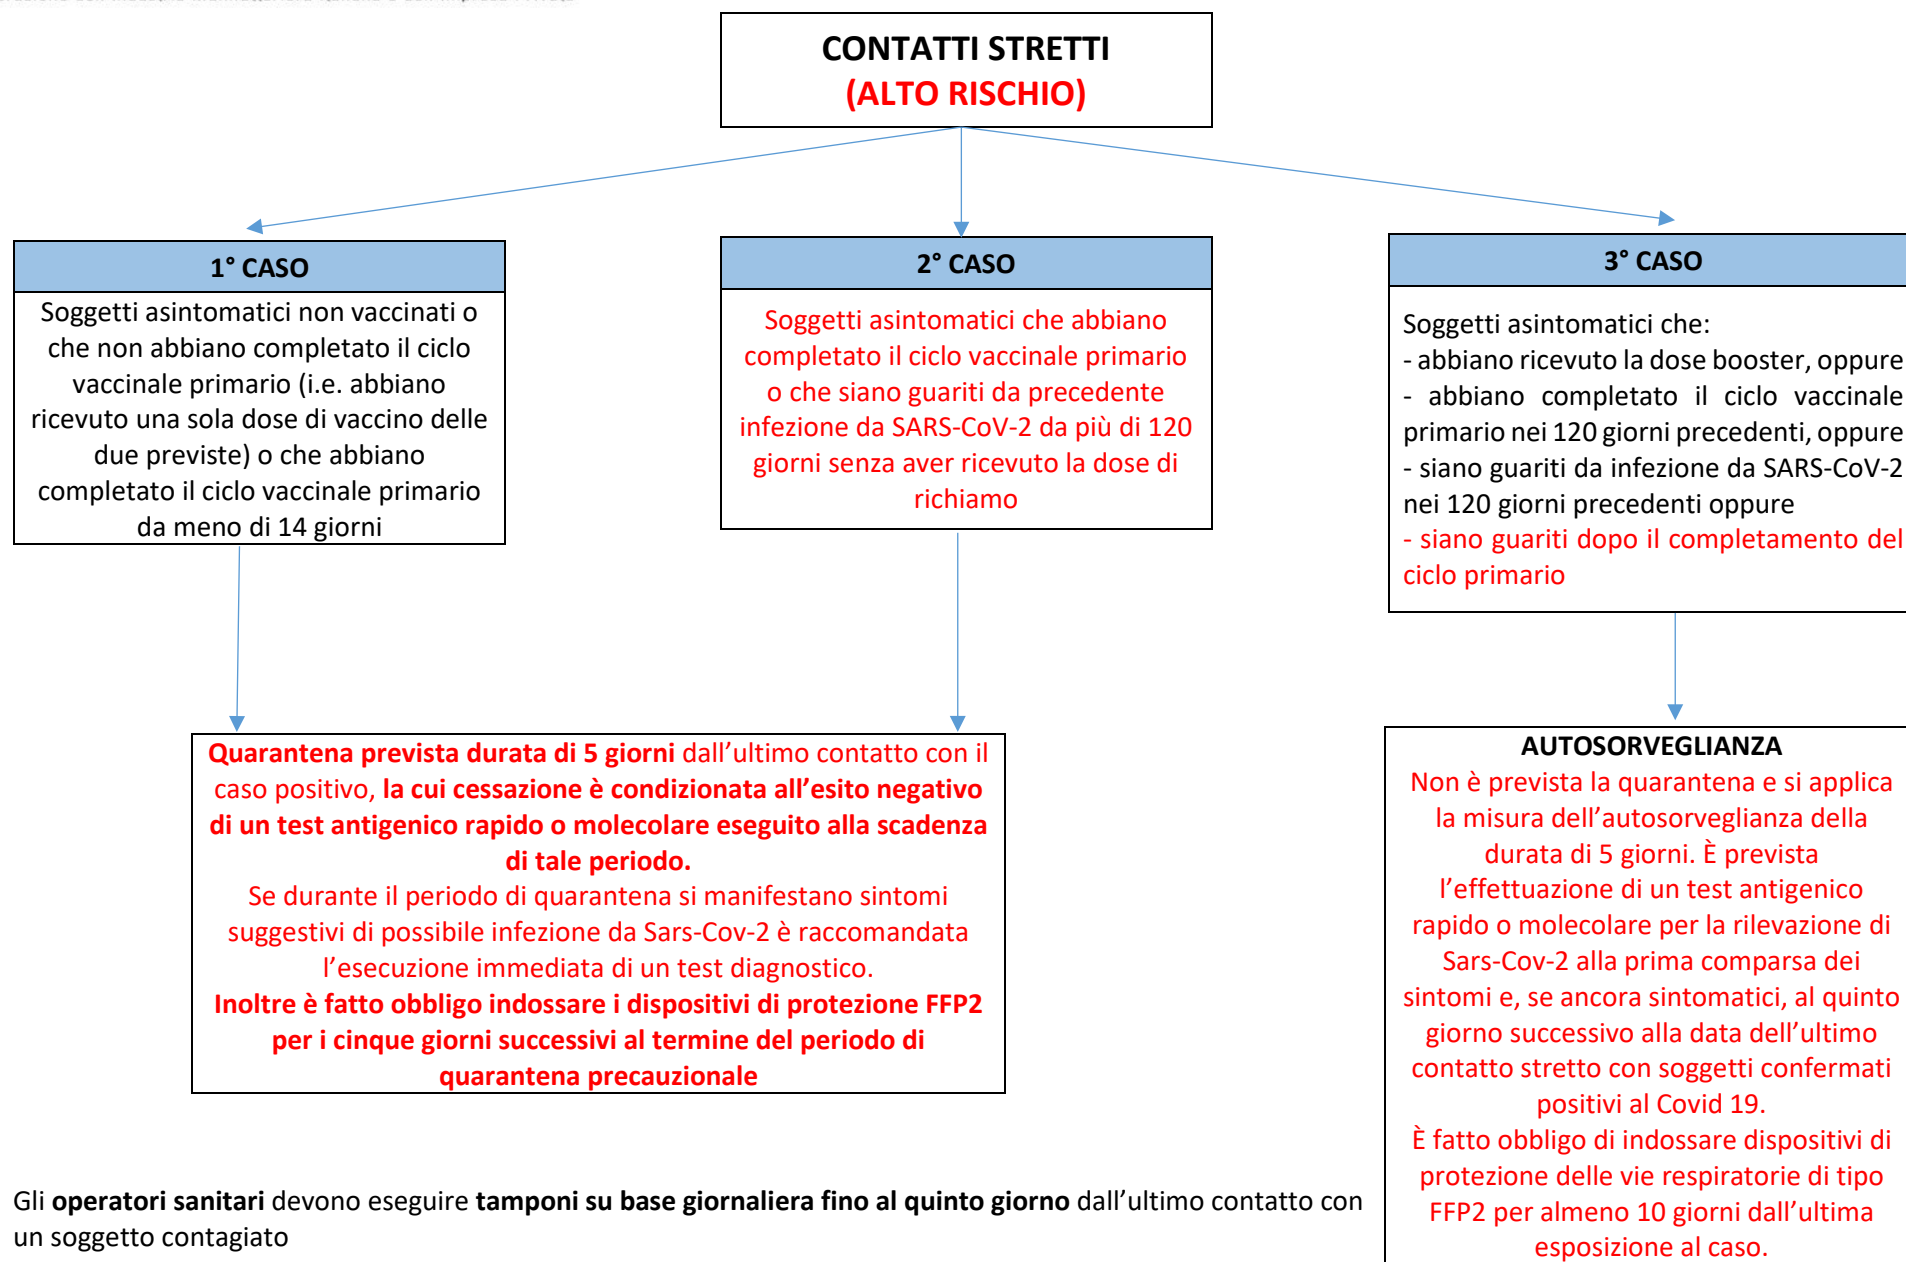 CONTATTI STRETTI
(ALTO RISCHIO)
1° CASO
Soggetti asintomatici non vaccinati o
che non abbiano completato il ciclo
vaccinale primario (i.e. abbiano
ricevuto una sola dose di vaccino delle
due previste) o che abbiano
completato il ciclo vaccinale primario
da meno di 14 giorni
2° CASO
Soggetti asintomatici che abbiano
completato il ciclo vaccinale primario
o che siano guariti da precedente
infezione da SARS-CoV-2 da più di 120
giorni senza aver ricevuto la dose di
richiamo
3° CASO
Soggetti asintomatici che:
- abbiano ricevuto la dose booster, oppure
- abbiano completato il ciclo vaccinale
primario nei 120 giorni precedenti, oppure
- siano guariti da infezione da SARS-CoV-2
nei 120 giorni precedenti oppure
- siano guariti dopo il completamento del
ciclo primario
Quarantena prevista durata di 5 giorni dall’ultimo contatto con il
caso positivo, la cui cessazione è condizionata all’esito negativo
di un test antigenico rapido o molecolare eseguito alla scadenza
di tale periodo.
Se durante il periodo di quarantena si manifestano sintomi
suggestivi di possibile infezione da Sars-Cov-2 è raccomandata
l’esecuzione immediata di un test diagnostico.
Inoltre è fatto obbligo indossare i dispositivi di protezione FFP2
per i cinque giorni successivi al termine del periodo di
quarantena precauzionale
AUTOSORVEGLIANZA
Non è prevista la quarantena e si applica
la misura dell’autosorveglianza della
durata di 5 giorni. È prevista
l’effettuazione di un test antigenico
rapido o molecolare per la rilevazione di
Sars-Cov-2 alla prima comparsa dei
sintomi e, se ancora sintomatici, al quinto
giorno successivo alla data dell’ultimo
contatto stretto con soggetti confermati
positivi al Covid 19.
È fatto obbligo di indossare dispositivi di
protezione delle vie respiratorie di tipo
FFP2 per almeno 10 giorni dall’ultima
esposizione al caso.
Gli operatori sanitari devono eseguire tamponi su base giornaliera fino al quinto giorno dall’ultimo contatto con
un soggetto contagiato